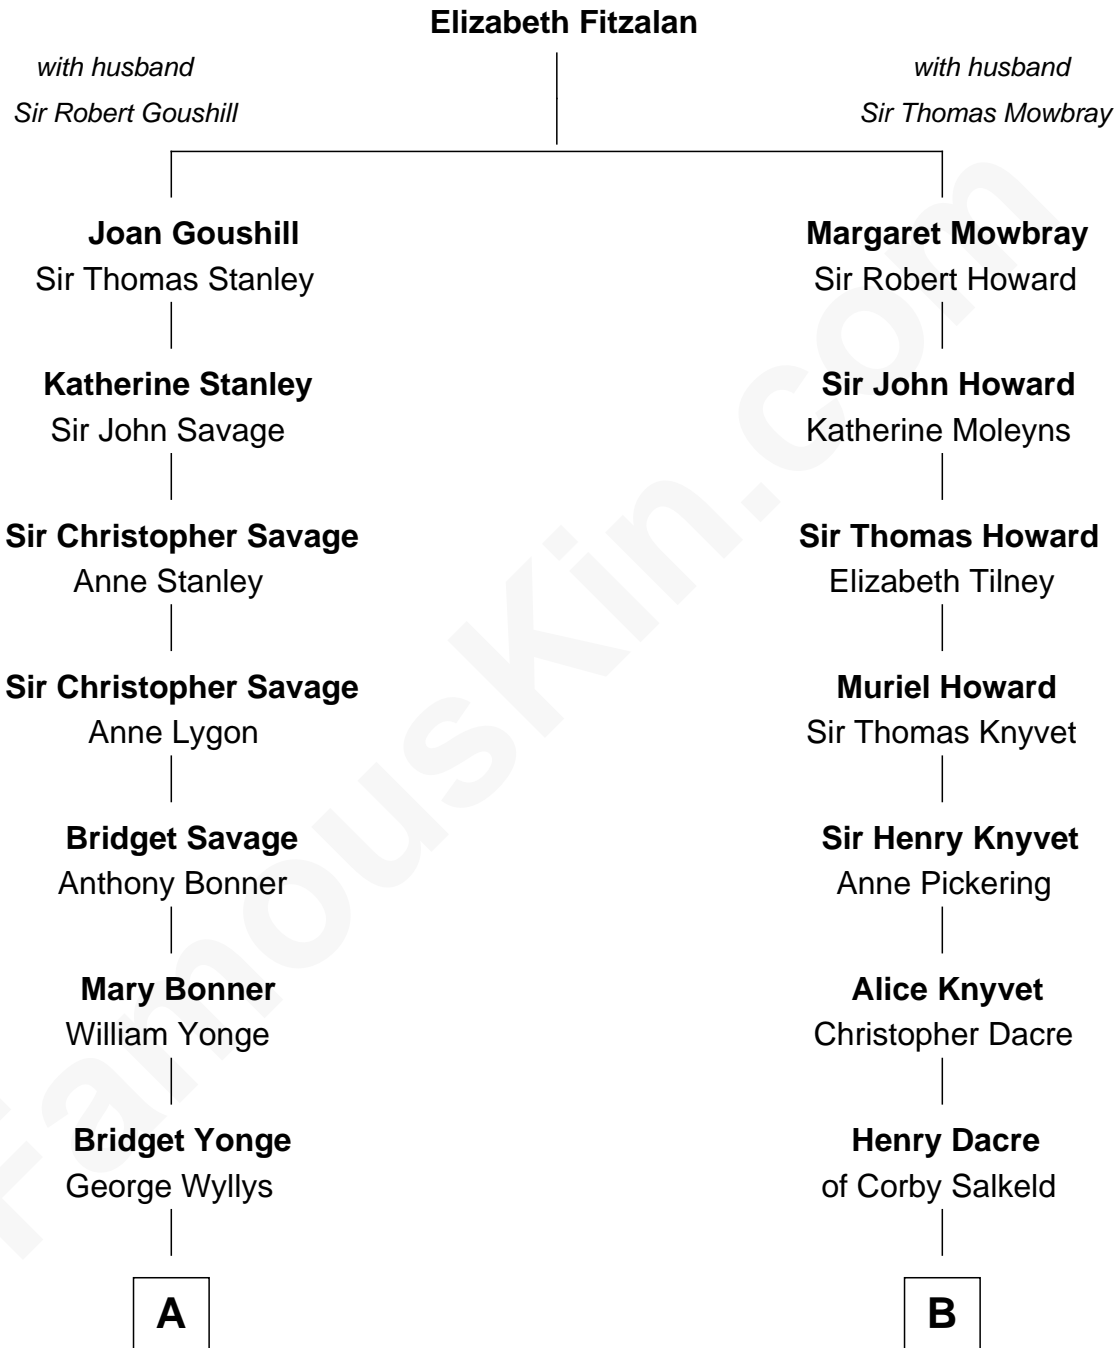 Elizabeth Fitzalan
with husband
Sir Robert Goushill
with husband
Sir Thomas Mowbray
Joan Goushill
Sir Thomas Stanley
Margaret Mowbray
Sir Robert Howard
Katherine Stanley
Sir John Savage
Sir John Howard
Katherine Moleyns
Sir Christopher Savage
Anne Stanley
Sir Thomas Howard
Elizabeth Tilney
Sir Christopher Savage
Anne Lygon
Muriel Howard
Sir Thomas Knyvet
Bridget Savage
Anthony Bonner
Sir Henry Knyvet
Anne Pickering
Mary Bonner
William Yonge
Alice Knyvet
Christopher Dacre
Bridget Yonge
George Wyllys
Henry Dacre
of Corby Salkeld
A
B
FamousKin.com